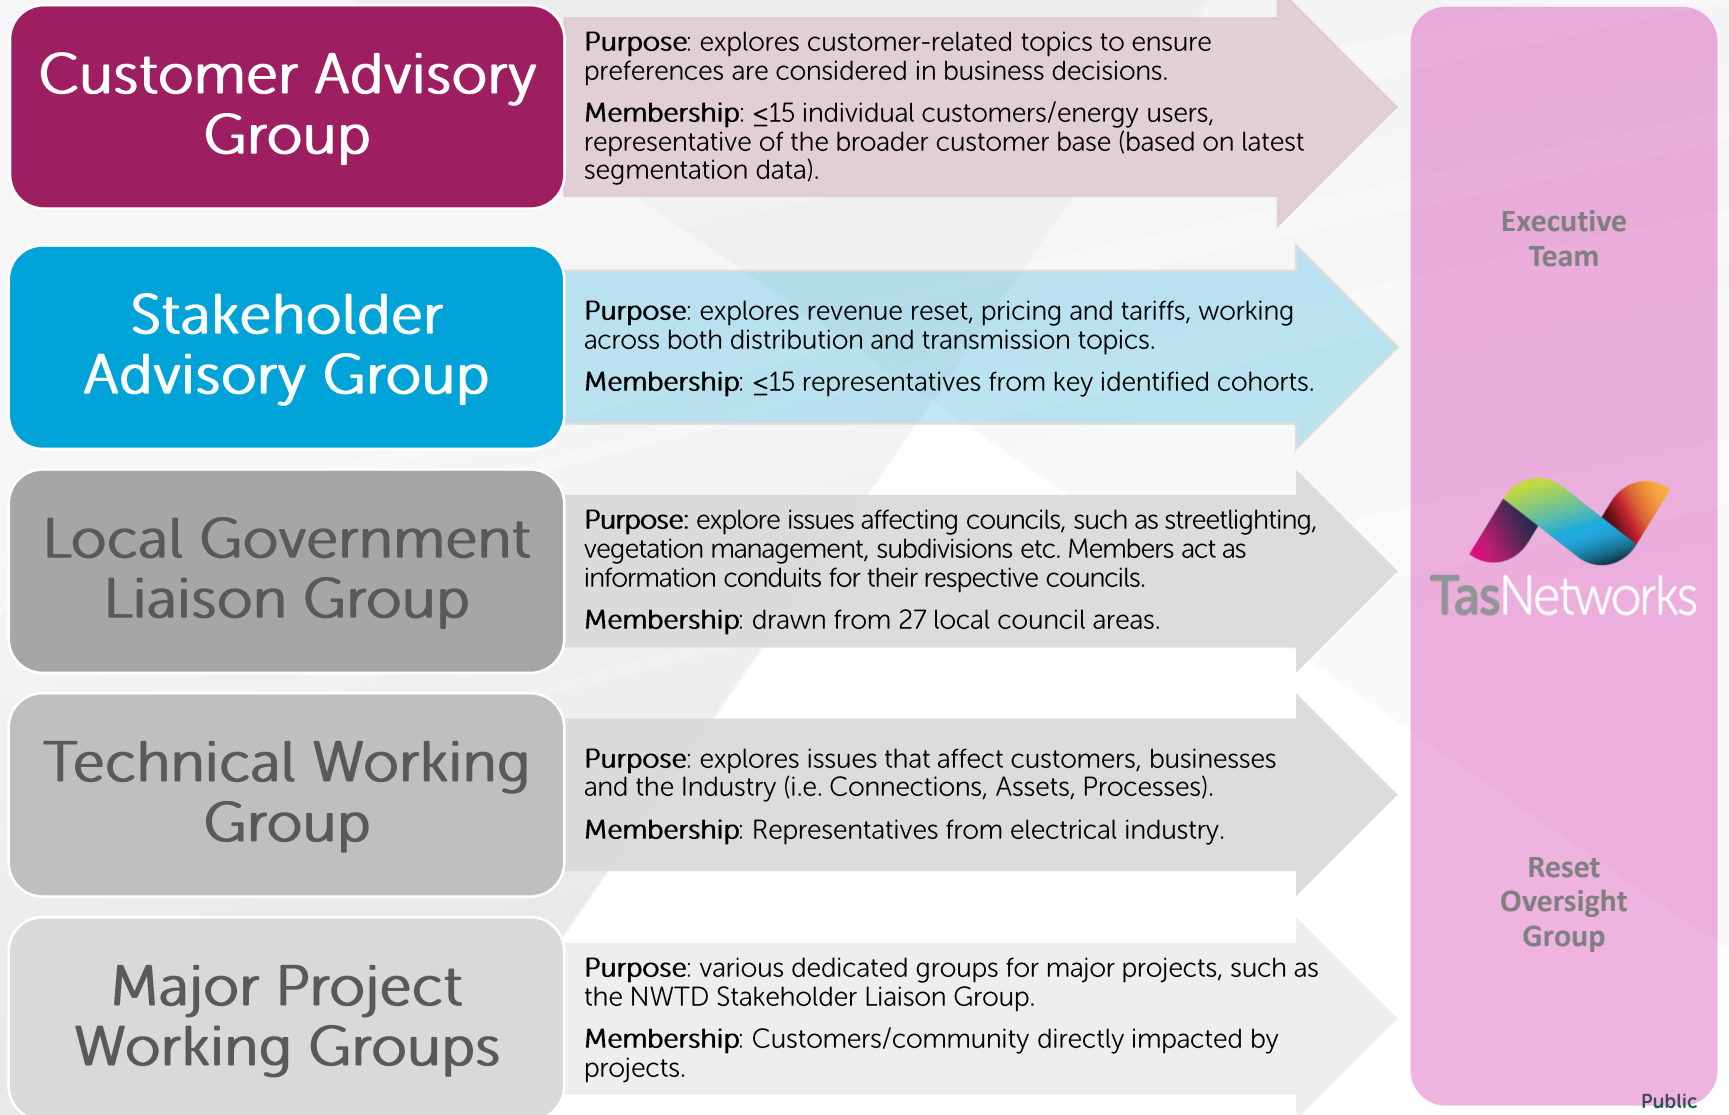 Customer Advisory
Group
Purpose: explores customer-related topics to ensure
preferences are considered in business decisions.
Membership: ≤15 individual customers/energy users,
representative of the broader customer base (based on latest
segmentation data).
Stakeholder
Advisory Group
Purpose: explores revenue reset, pricing and tariffs, working
across both distribution and transmission topics.
Membership: ≤15 representatives from key identified cohorts.
Local Government
Liaison Group
Purpose: explore issues affecting councils, such as streetlighting,
vegetation management, subdivisions etc. Members act as
information conduits for their respective councils.
Membership: drawn from 27 local council areas.
Technical Working
Group
Purpose: explores issues that affect customers, businesses
and the Industry (i.e. Connections, Assets, Processes).
Membership: Representatives from electrical industry.
Major Project
Working Groups
Purpose: various dedicated groups for major projects, such as
the NWTD Stakeholder Liaison Group.
Membership: Customers/community directly impacted by
projects.
Executive
Team
TasNetworks
Reset
Oversight
Group
Public